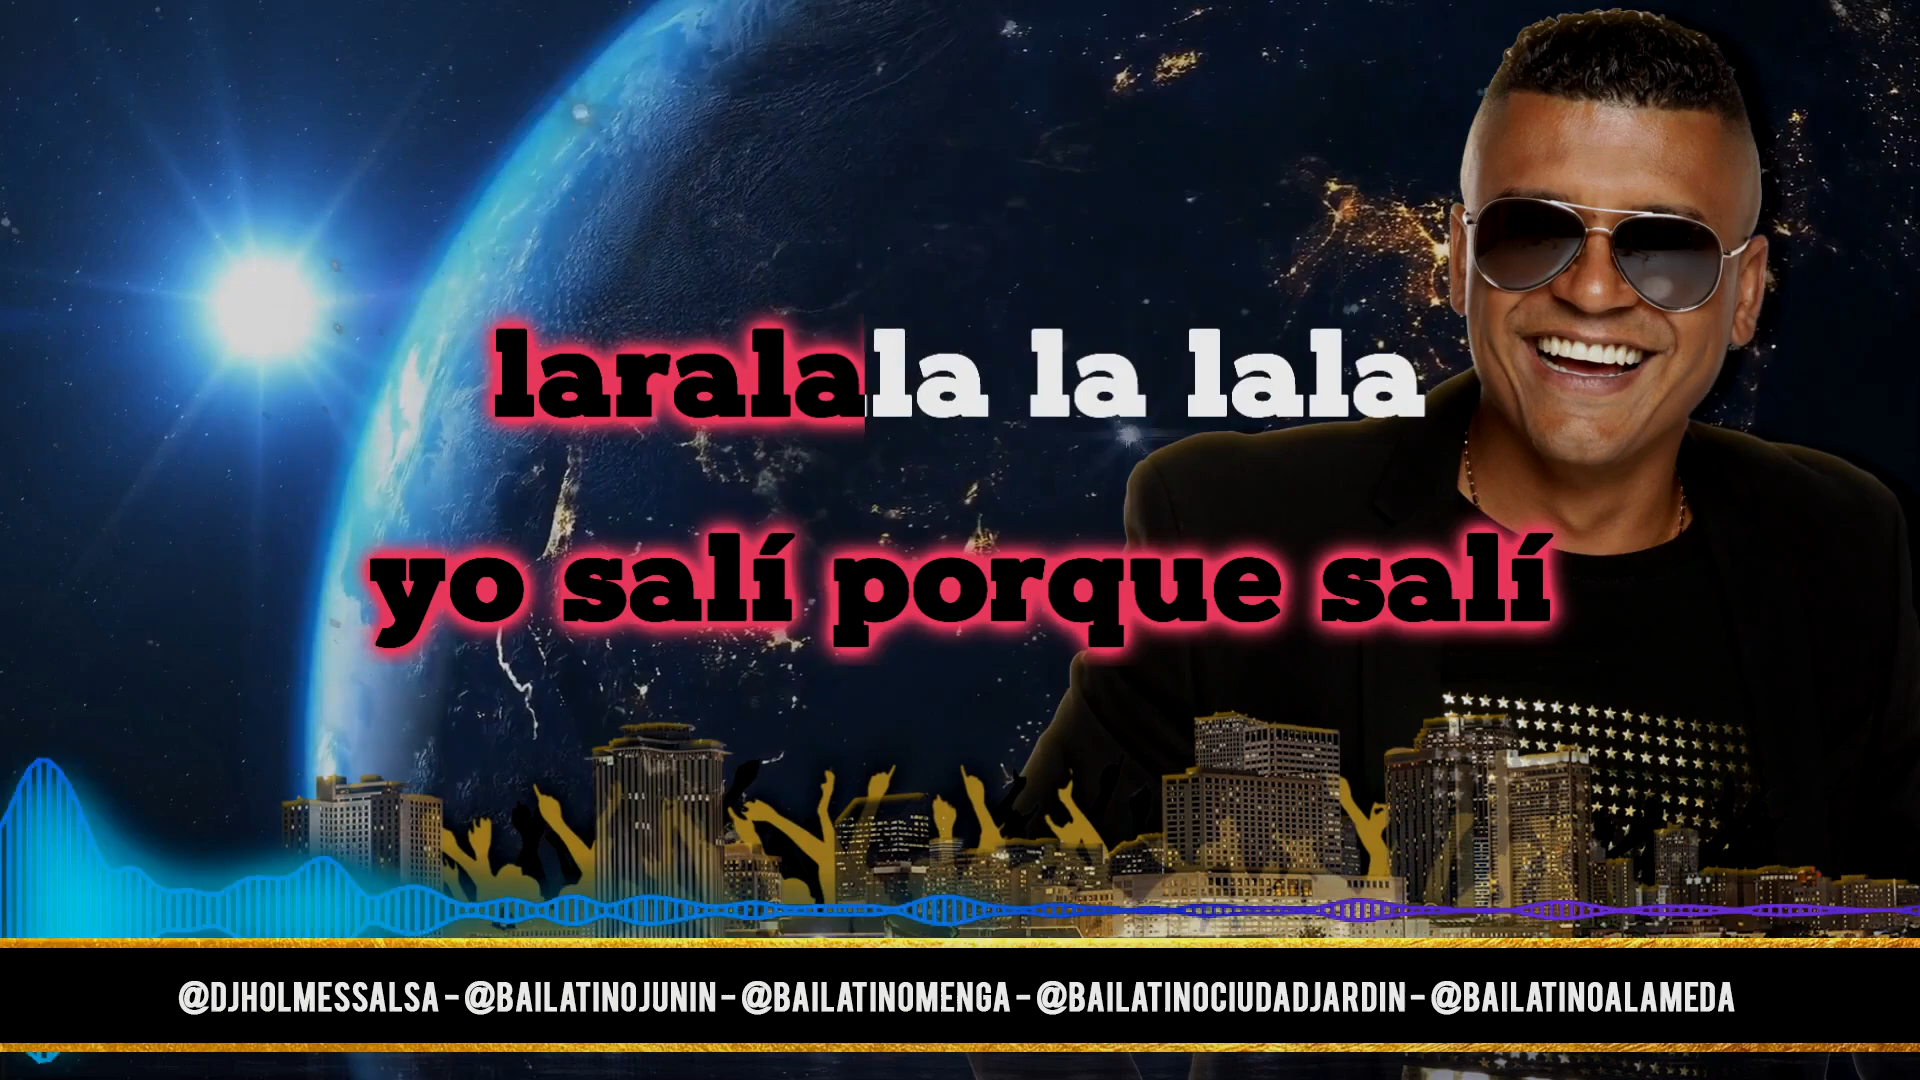 laralala la lala
yo salí porque salí
@DJHOLMESSALSA - @BAILATINOJUNIN - @BAILATINOMENGA - @BAILATINOCIUDADJARDIN - @BAILATINOALAMEDA